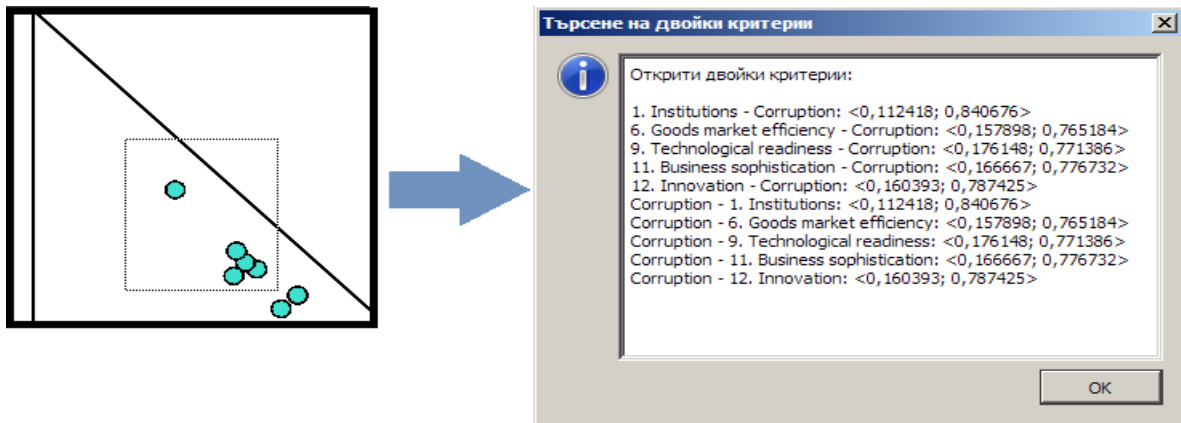 Търсене на двойки критерии
Открити двойки критерии:
1. Institutions - Corruption: <0,112418; 0,840676>
6. Goods market efficiency - Corruption: <0,157898; 0,765184>
9. Technological readiness - Corruption: <0,176148; 0,771386>
11. Business sophistication - Corruption: <0,166667; 0,776732>
12. Innovation - Corruption: <0,160393; 0,787425>
Corruption - 1. Institutions: <0,112418; 0,840676>
Corruption - 6. Goods market efficiency: <0,157898; 0,765184>
Corruption - 9. Technological readiness: <0,176148; 0,771386>
Corruption - 11. Business sophistication: <0,166667; 0,776732>
Corruption - 12. Innovation: <0,160393; 0,787425>
OK